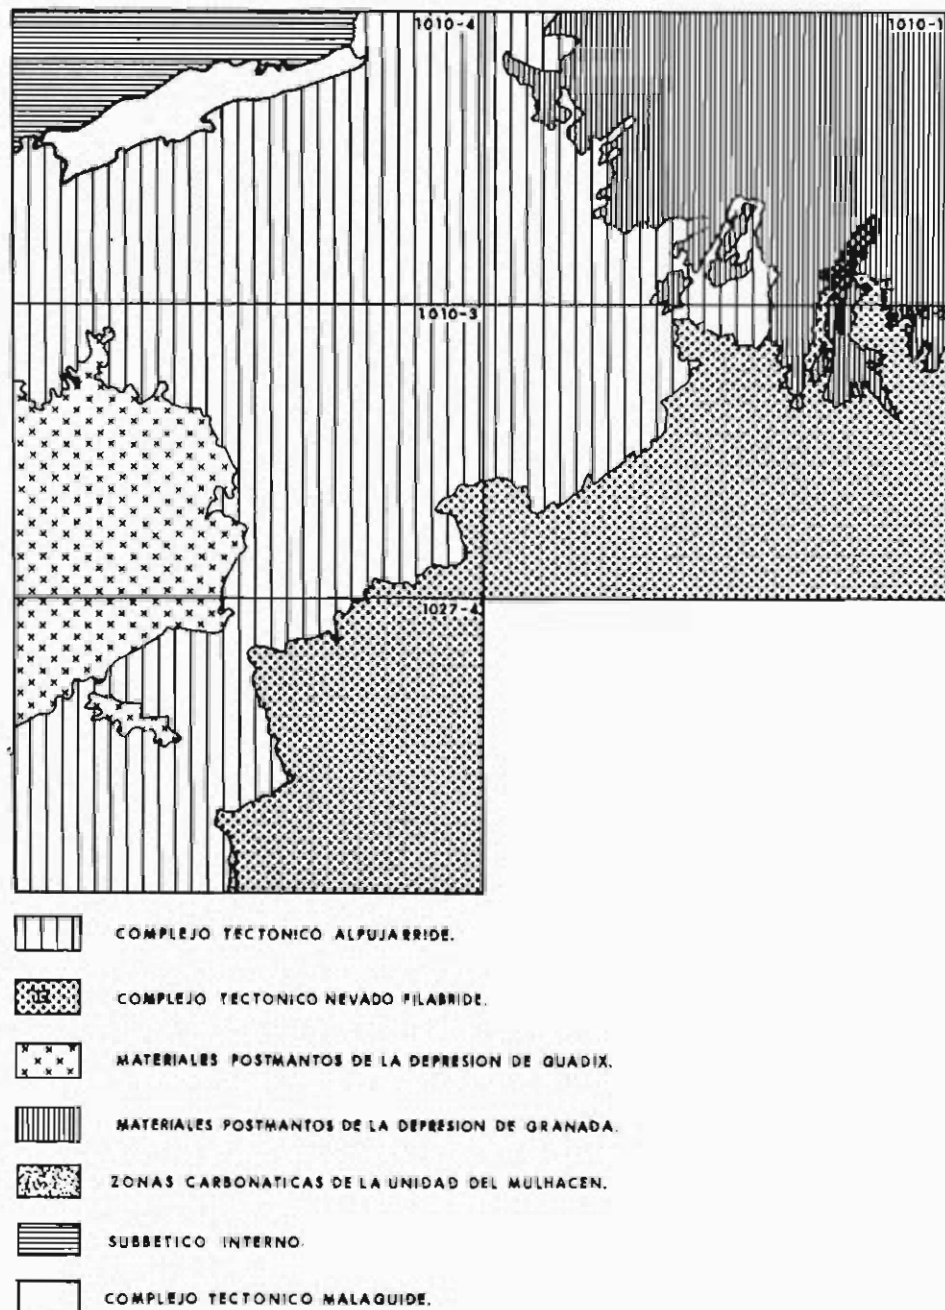 1010-4
1010-1
1010-3
1027-4
COMPLEJO TECTONICO ALPUJARRIDE.
COMPLEJO TECTONICO NEVADO FILABRIDE.
MATERIALES POSTMANTOS DE LA DEPRESION DE GUADIX.
MATERIALES POSTMANTOS DE LA DEPRESION DE GRANADA.
ZONAS CARBONATICAS DE LA UNIDAD DEL MULHACEN.
SUBBETICO INTERNO.
COMPLEJO TECTONICO MALAGUIDE.